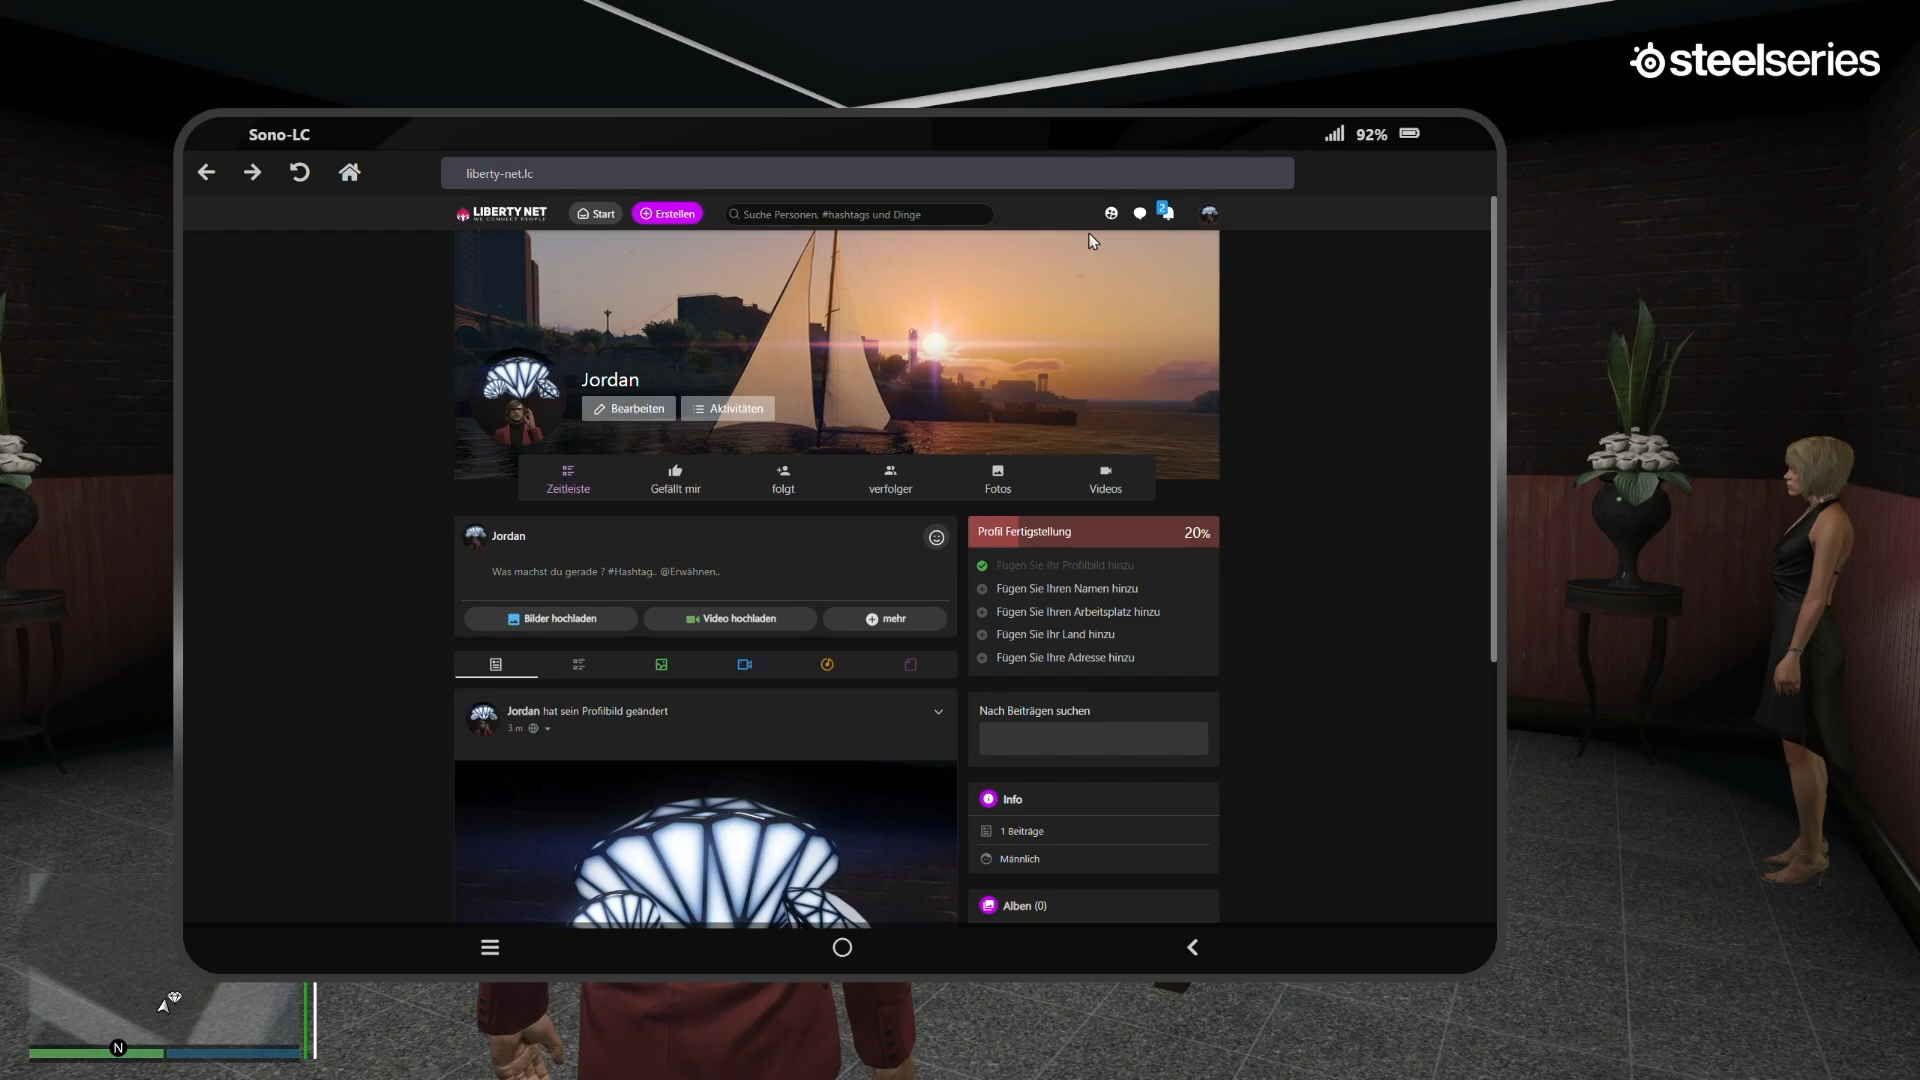 steelseries
Sono-LC
92%
liberty-net.lc
LIBERTY NET
WE CONNECT PEOPLE
Start
Erstellen
Suche Personen, #hashtags und Dinge
2
Jordan
Bearbeiten
Aktivitäten
Zeitleiste
Gefällt mir
folgt
verfolger
Fotos
Videos
Jordan
Was machst du gerade ? #Hashtag.. @Erwähnen..
Bilder hochladen
Video hochladen
mehr
Jordan hat sein Profilbild geändert
3 m
Profil Fertigstellung
20%
Fügen Sie Ihr Profilbild hinzu
Fügen Sie Ihren Namen hinzu
Fügen Sie Ihren Arbeitsplatz hinzu
Fügen Sie Ihr Land hinzu
Fügen Sie Ihre Adresse hinzu
Nach Beiträgen suchen
Info
1 Beiträge
Männlich
Alben (0)
N